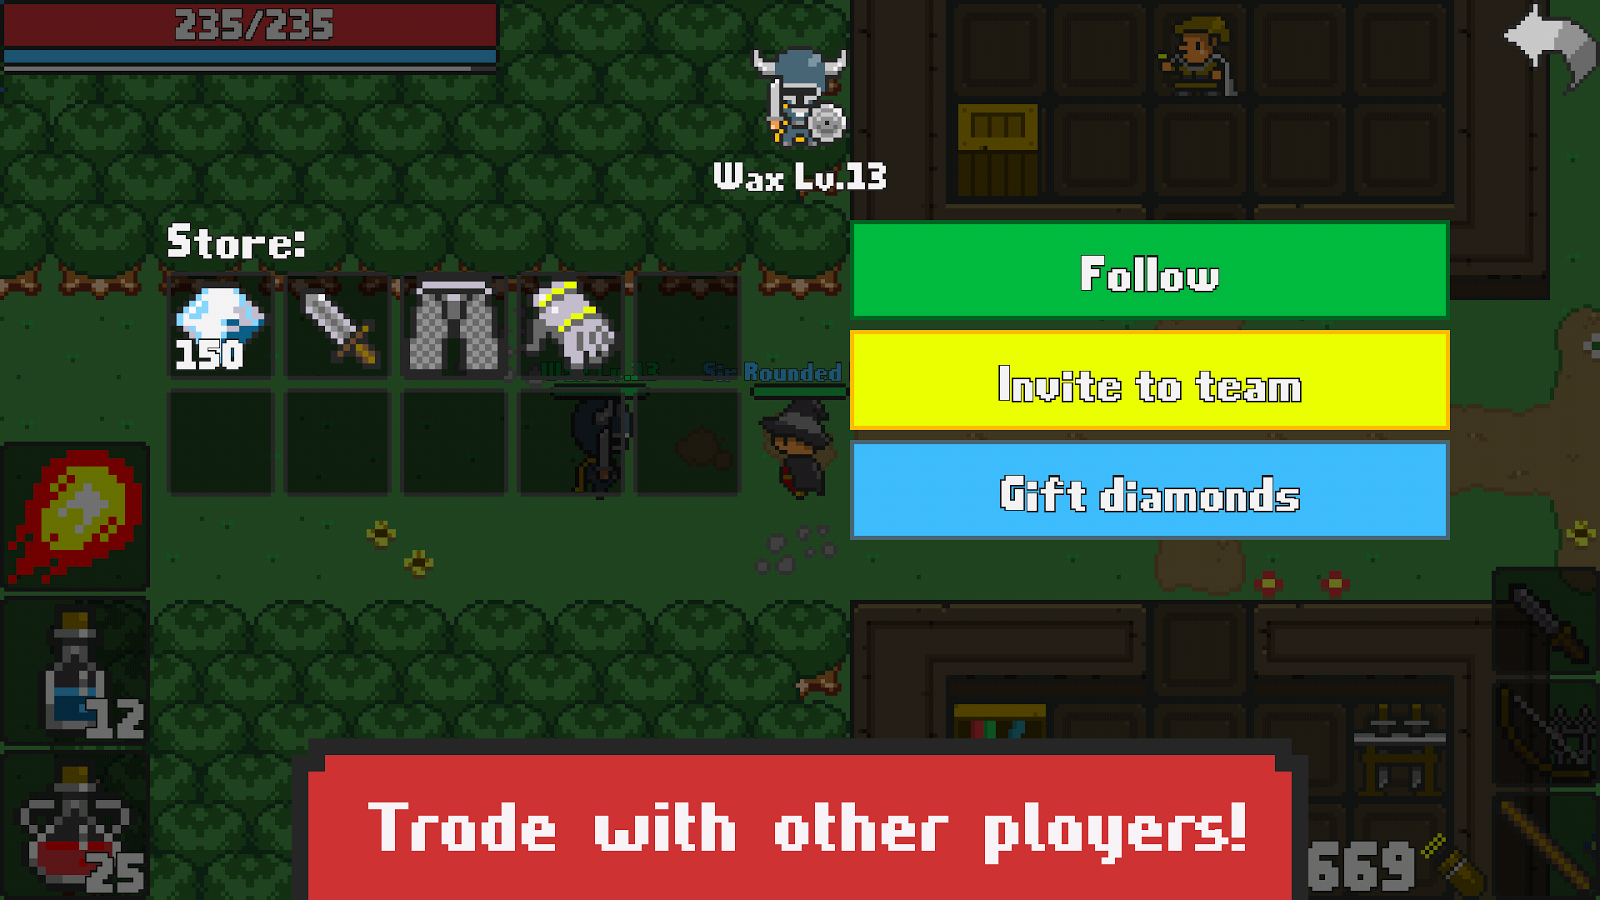 235/235
Wax Lv.13
Store:
150
Sir Rounded
Follow
Invite to team
Gift diamonds
12
25
Trade with other players!
669